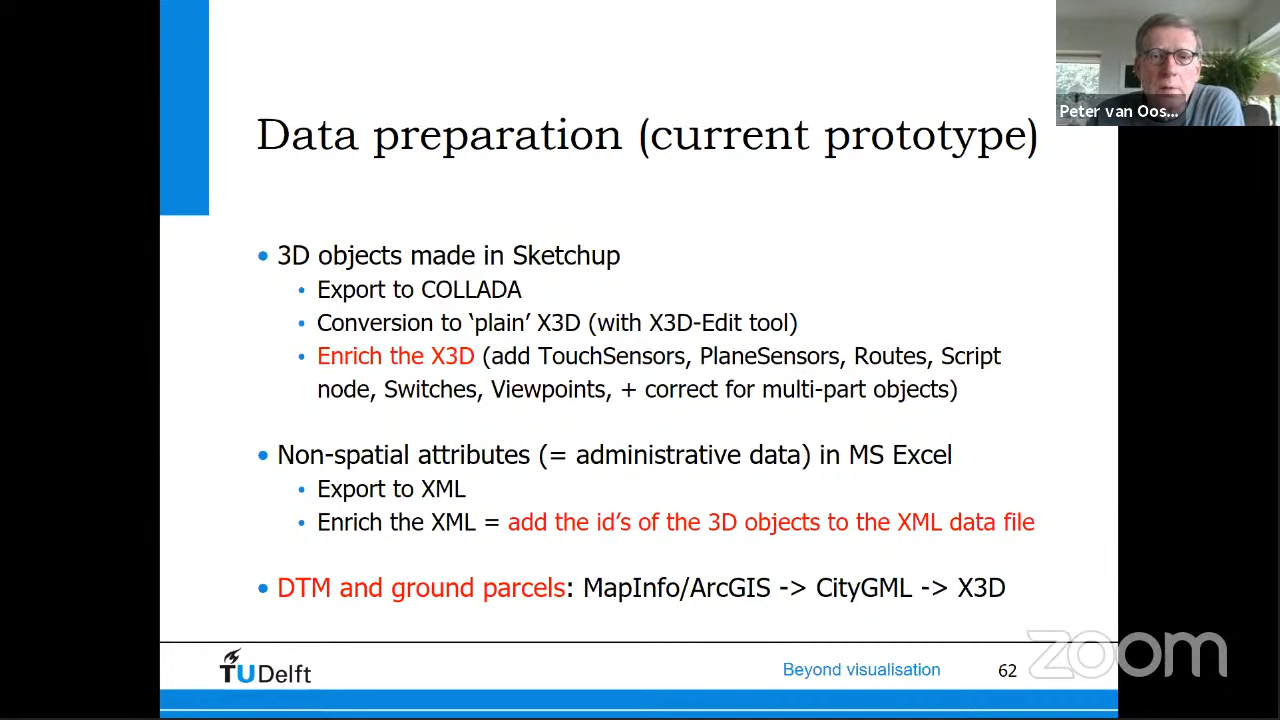 Peter van Oos...
Data preparation (current prototype)
• 3D objects made in Sketchup
• Export to COLLADA
• Conversion to ‘plain’ X3D (with X3D-Edit tool)
• Enrich the X3D (add TouchSensors, PlaneSensors, Routes, Script
node, Switches, Viewpoints, + correct for multi-part objects)
• Non-spatial attributes (= administrative data) in MS Excel
• Export to XML
• Enrich the XML = add the id’s of the 3D objects to the XML data file
• DTM and ground parcels: MapInfo/ArcGIS -> CityGML -> X3D
TUDelft
Beyond visualisation
62
zoom